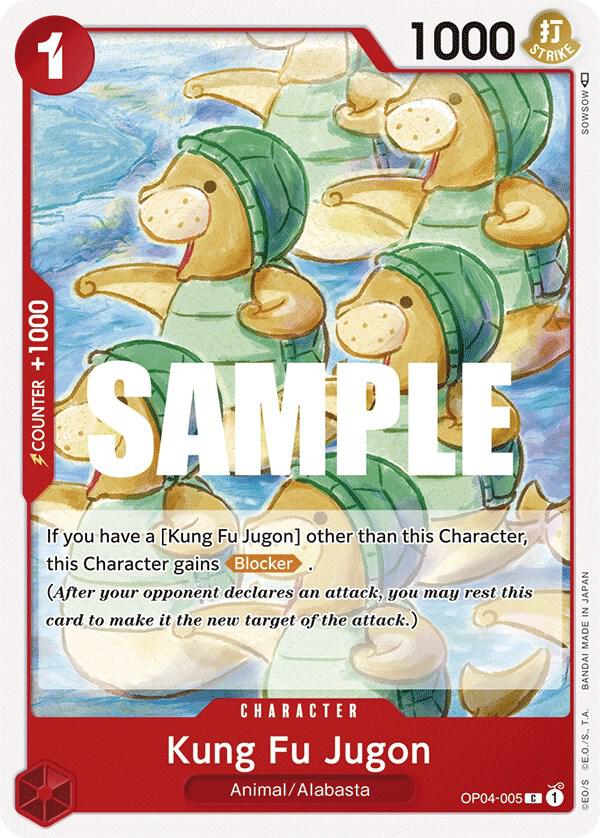 1
1000
打
STRIKE
SOWSOW
COUNTER +1000
SAMPLE
If you have a [Kung Fu Jugon] other than this Character,
this Character gains Blocker .
(After your opponent declares an attack, you may rest this
card to make it the new target of the attack.)
CHARACTER
Kung Fu Jugon
Animal/Alabasta
OP04-005 C 1
©EO/S ©E.O./S., T.A. BANDAI MADE IN JAPAN